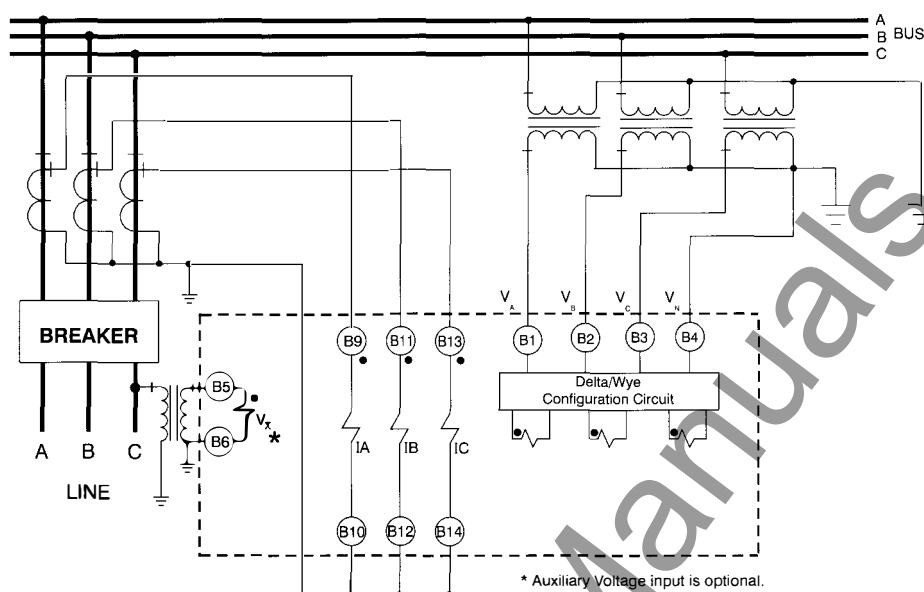 A
B BUS
C
BREAKER
A B C
LINE
B5
B6
VX
*
B9 B11 B13
IA IB IC
B10 B12 B14
VA VB VC VN
B1 B2 B3 B4
Delta/Wye
Configuration Circuit
* Auxiliary Voltage input is optional.
Manuals